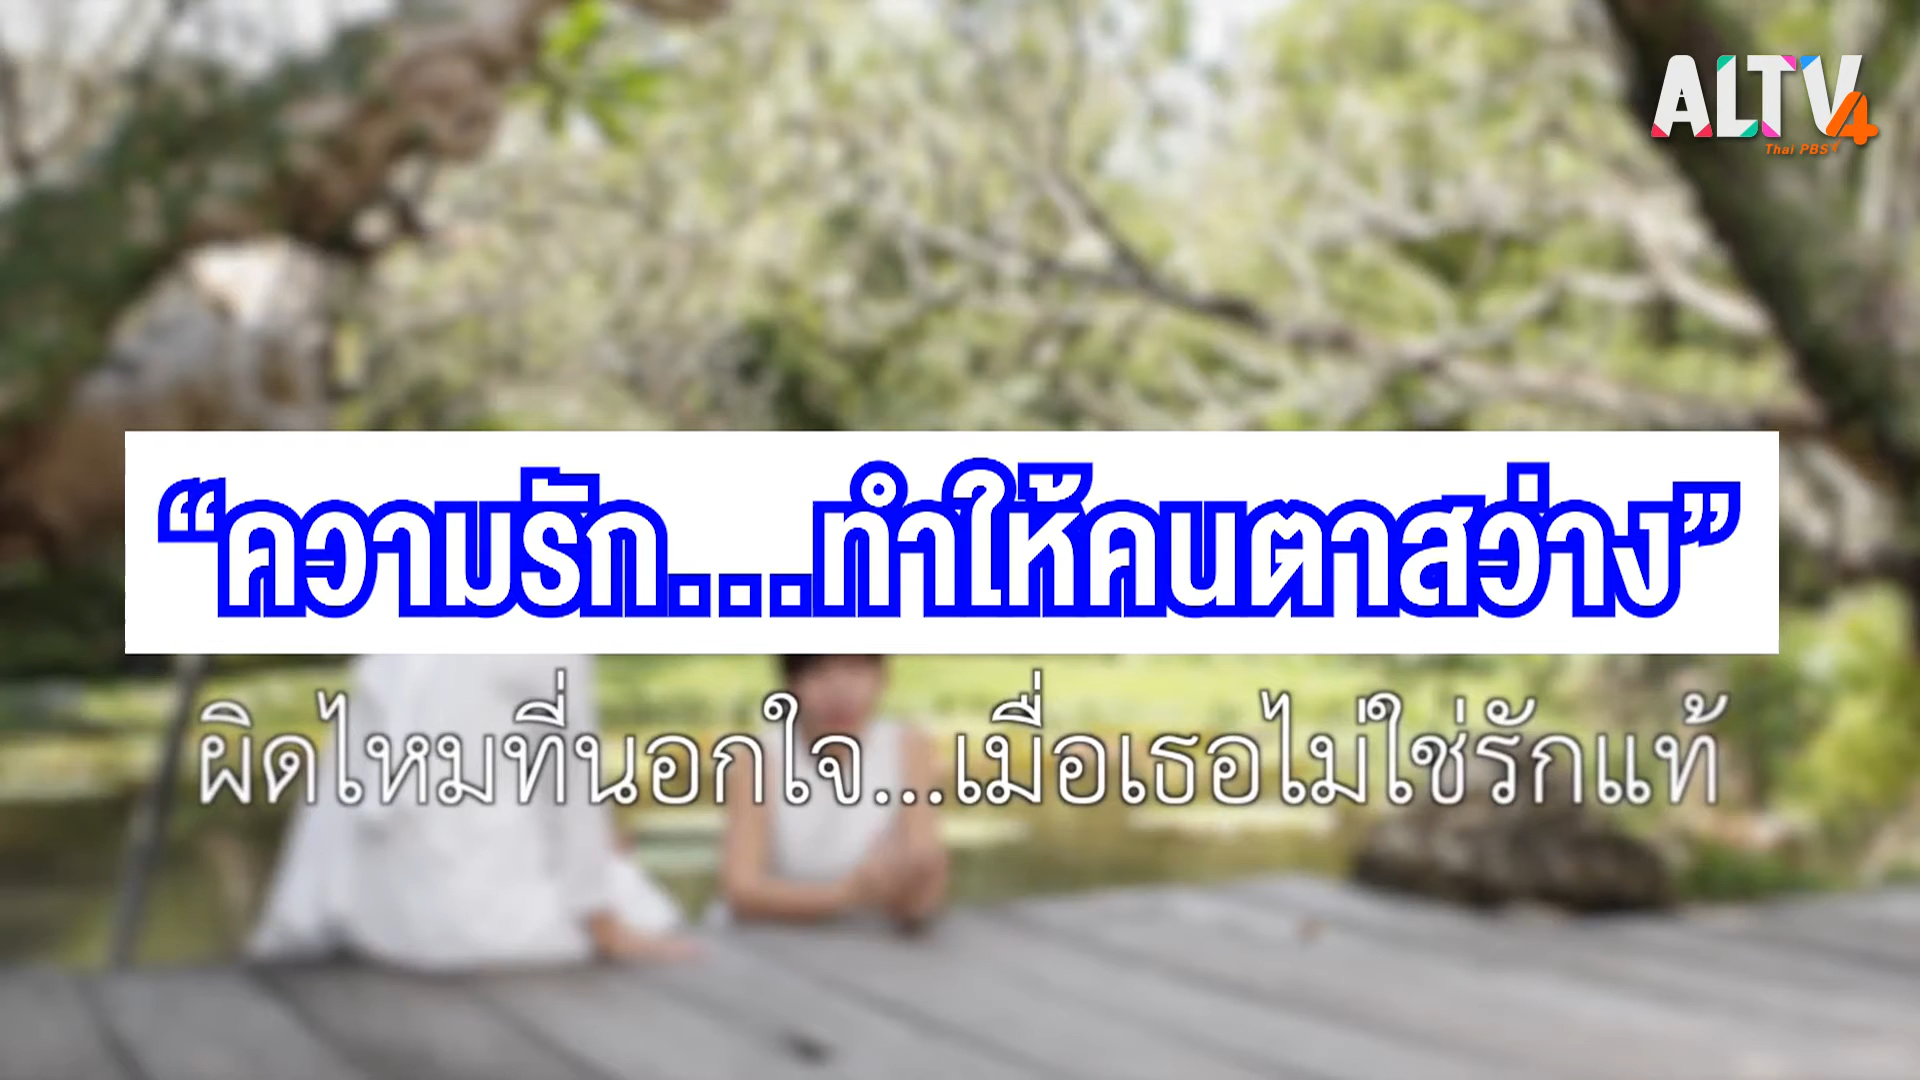 ALTV4
Thai PBS
“ความรัก...ทำให้คนตาสว่าง”
ผิดไหมที่นอกใจ...เมื่อเธอไม่ใช่รักแท้